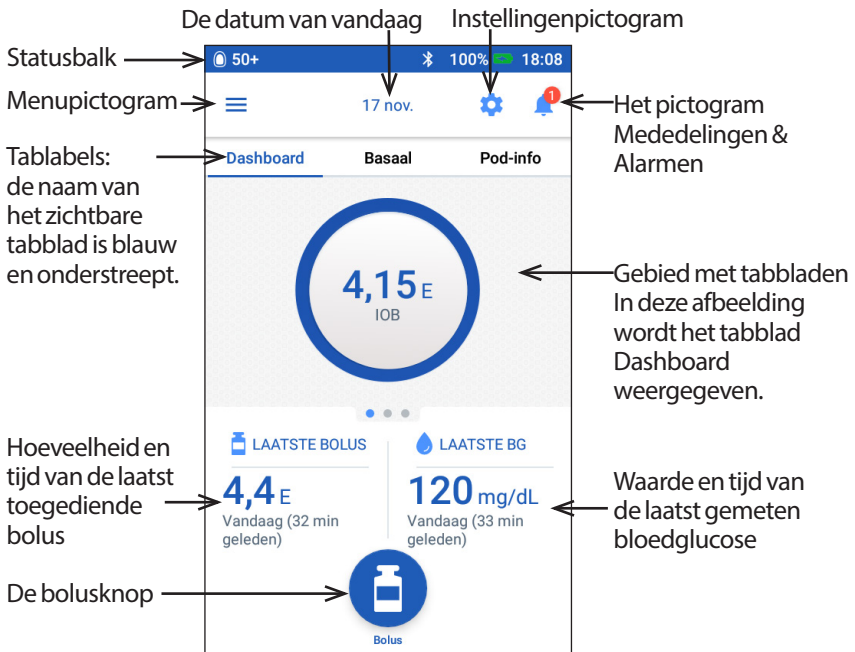 De datum van vandaag
Instellingenpictogram
Statusbalk
50+
100%
18:08
Menupictogram
17 nov.
1
Het pictogram
Mededelingen &
Alarmen
Tablabels:
de naam van
het zichtbare
tabblad is blauw
en onderstreept.
Dashboard
Basaal
Pod-info
4,15 E
IOB
Gebied met tabbladen
In deze afbeelding
wordt het tabblad
Dashboard
weergegeven.
Hoeveelheid en
tijd van de laatst
toegediende
bolus
LAATSTE BOLUS
4,4 E
Vandaag (32 min
geleden)
LAATSTE BG
120 mg/dL
Vandaag (33 min
geleden)
Waarde en tijd van
de laatst gemeten
bloedglucose
De bolusknop
Bolus